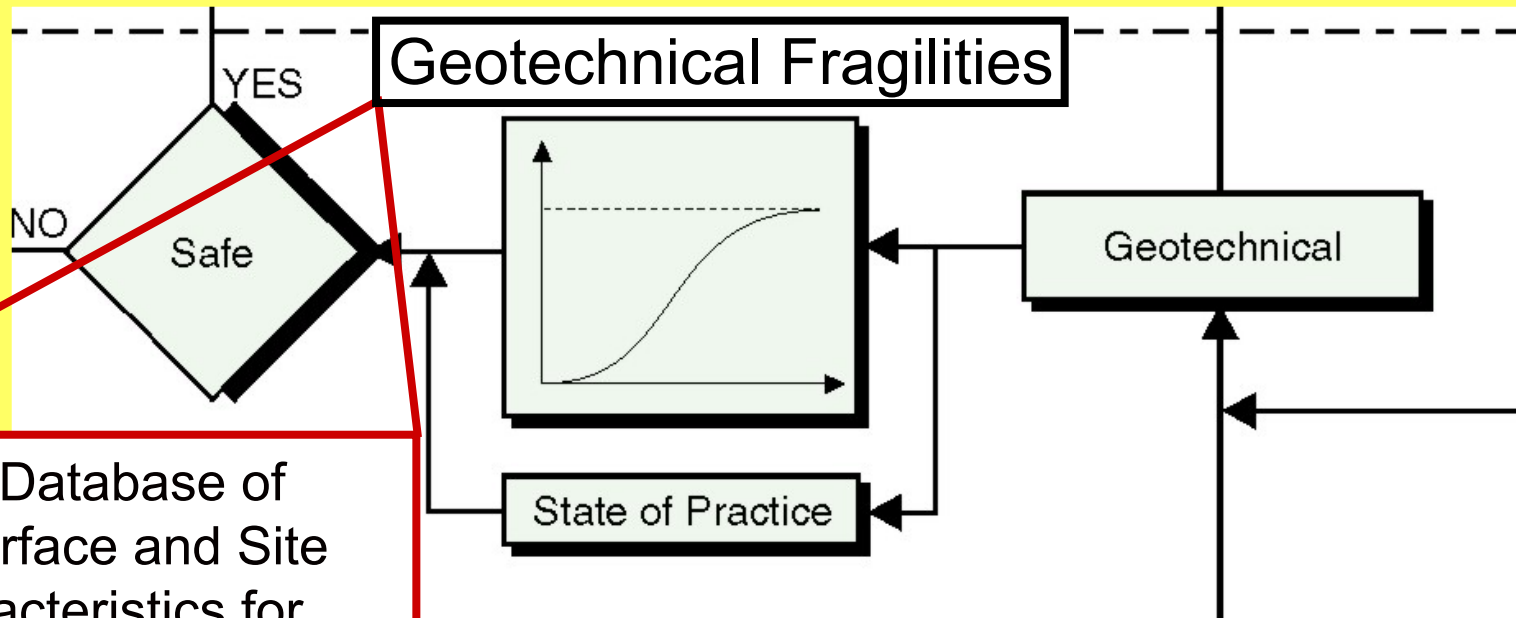 Geotechnical Fragilities
YES
NO
Safe
Geotechnical
State of Practice
Database of
rface and Site
acteristics for